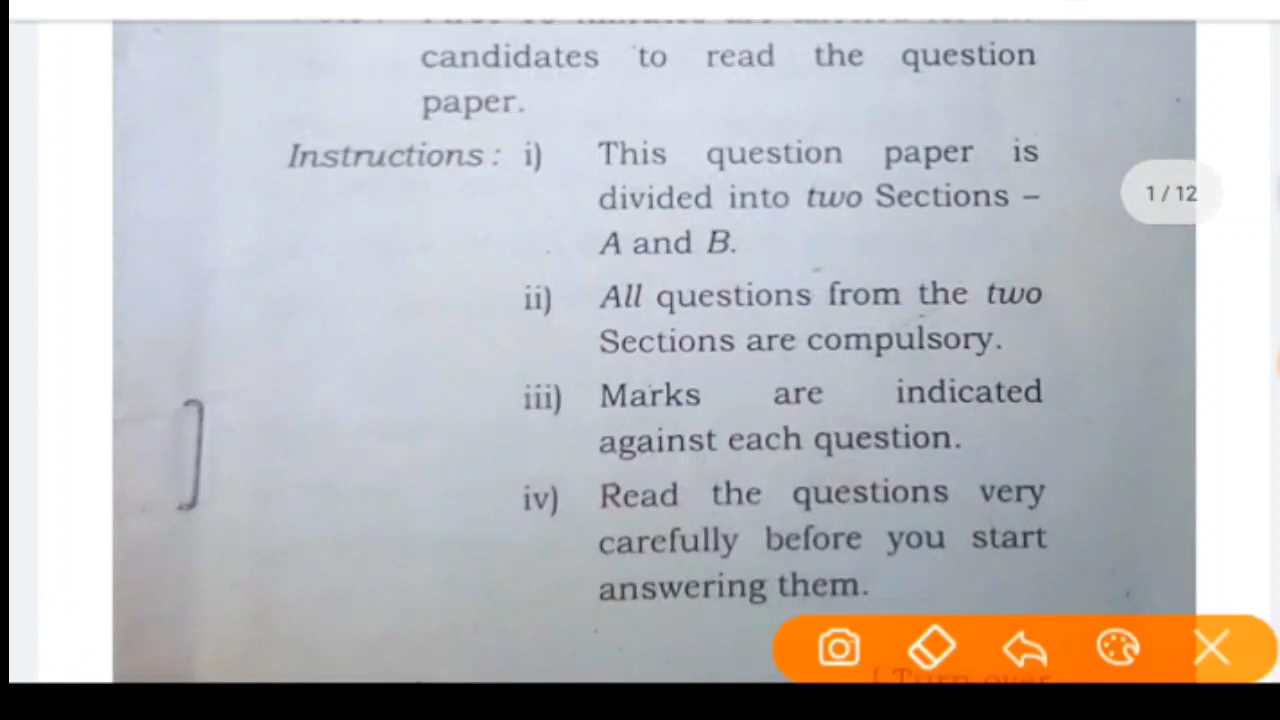 candidates to read the question
paper.
Instructions : i) This question paper is
divided into two Sections –
A and B.
ii) All questions from the two
Sections are compulsory.
iii) Marks are indicated
against each question.
iv) Read the questions very
carefully before you start
answering them.
1 / 12
[ Turn over